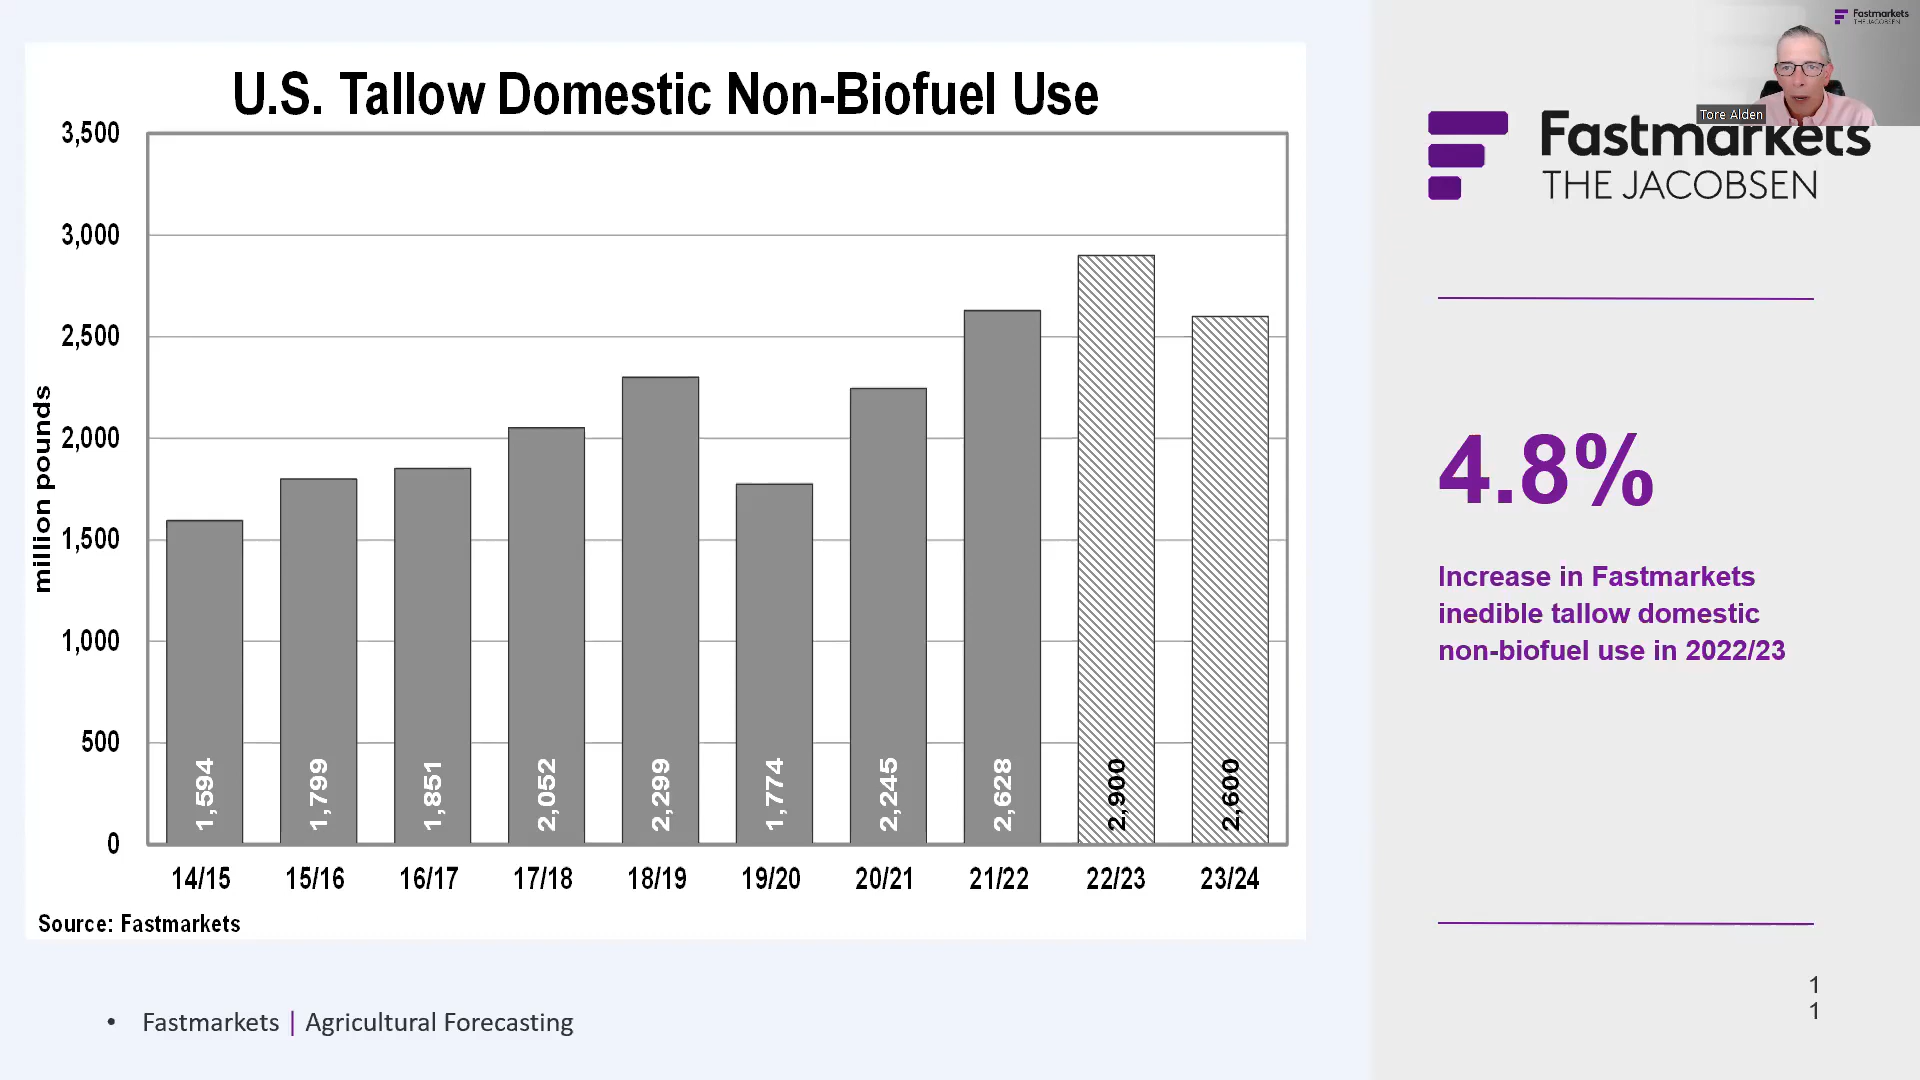 U.S. Tallow Domestic Non-Biofuel Use
million pounds
3,500
3,000
2,500
2,000
1,500
1,000
500
0
1,594
1,799
1,851
2,052
2,299
1,774
2,245
2,628
2,900
2,600
14/15
15/16
16/17
17/18
18/19
19/20
20/21
21/22
22/23
23/24
Source: Fastmarkets
• Fastmarkets | Agricultural Forecasting
Fastmarkets
THE JACOBSEN
Tore Alden
Fastmarkets
THE JACOBSEN
4.8%
Increase in Fastmarkets
inedible tallow domestic
non-biofuel use in 2022/23
1
1